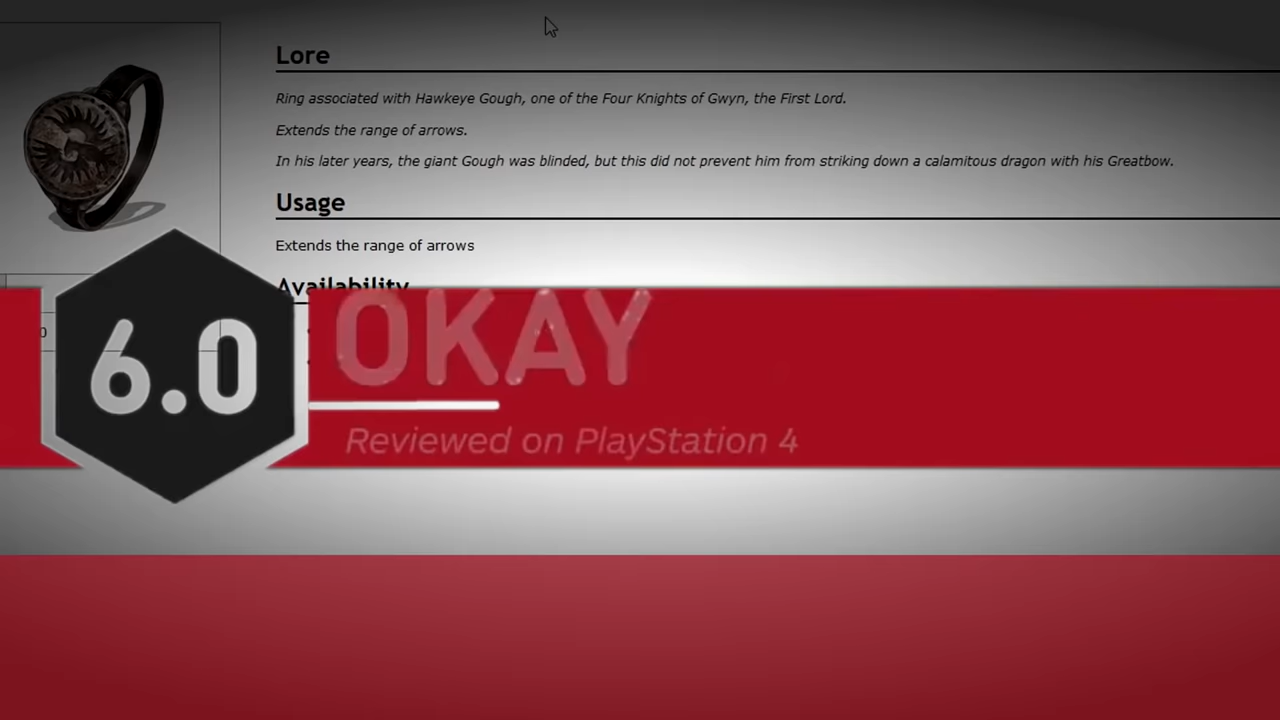 Lore
Ring associated with Hawkeye Gough, one of the Four Knights of Gwyn, the First Lord.
Extends the range of arrows.
In his later years, the giant Gough was blinded, but this did not prevent him from striking down a calamitous dragon with his Greatbow.
Usage
Extends the range of arrows
Availability
0
6.0
OKAY
Reviewed on PlayStation 4